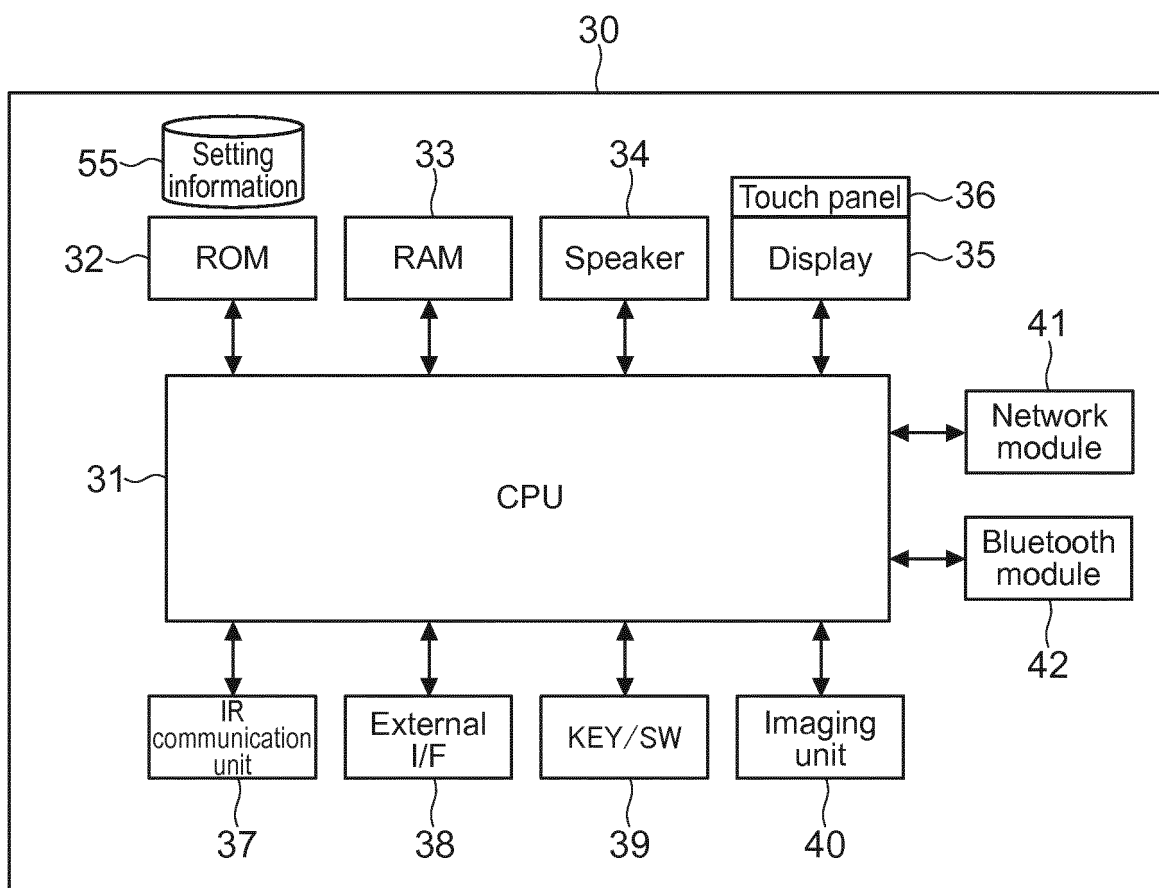 30
55
Setting
information
33
34
Touch panel
36
32
ROM
RAM
Speaker
Display
35
41
Network
module
31
CPU
Bluetooth
module
42
IR
communication
unit
External
I/F
KEY/SW
Imaging
unit
37
38
39
40